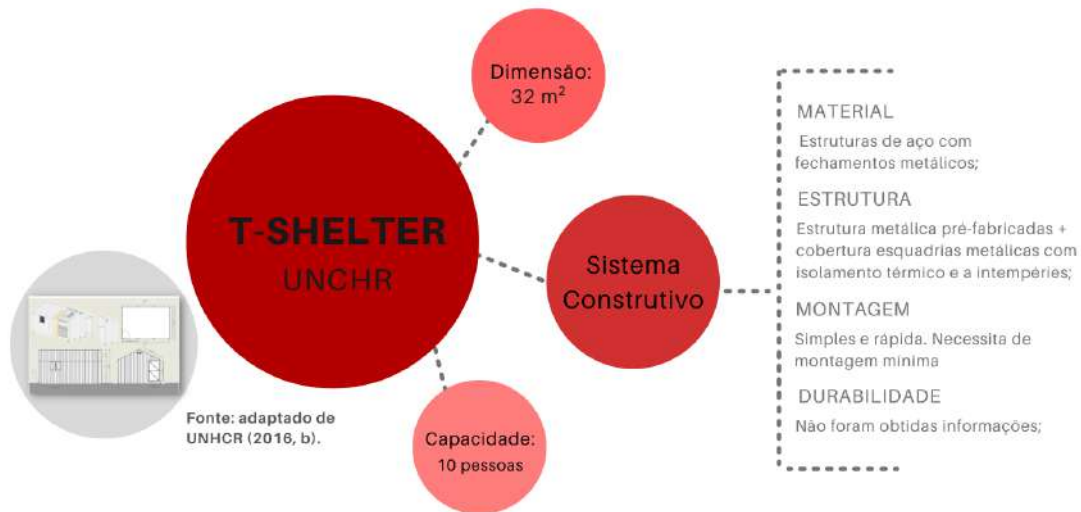 Dimensão:
32 m²
T-SHELTER
UNCHR
Sistema
Construtivo
Capacidade:
10 pessoas
Fonte: adaptado de
UNHCR (2016, b).
MATERIAL
Estruturas de aço com
fechamentos metálicos;
ESTRUTURA
Estrutura metálica pré-fabricadas +
cobertura esquadrias metálicas com
isolamento térmico e a intempéries;
MONTAGEM
Simples e rápida. Necessita de
montagem mínima
DURABILIDADE
Não foram obtidas informações;